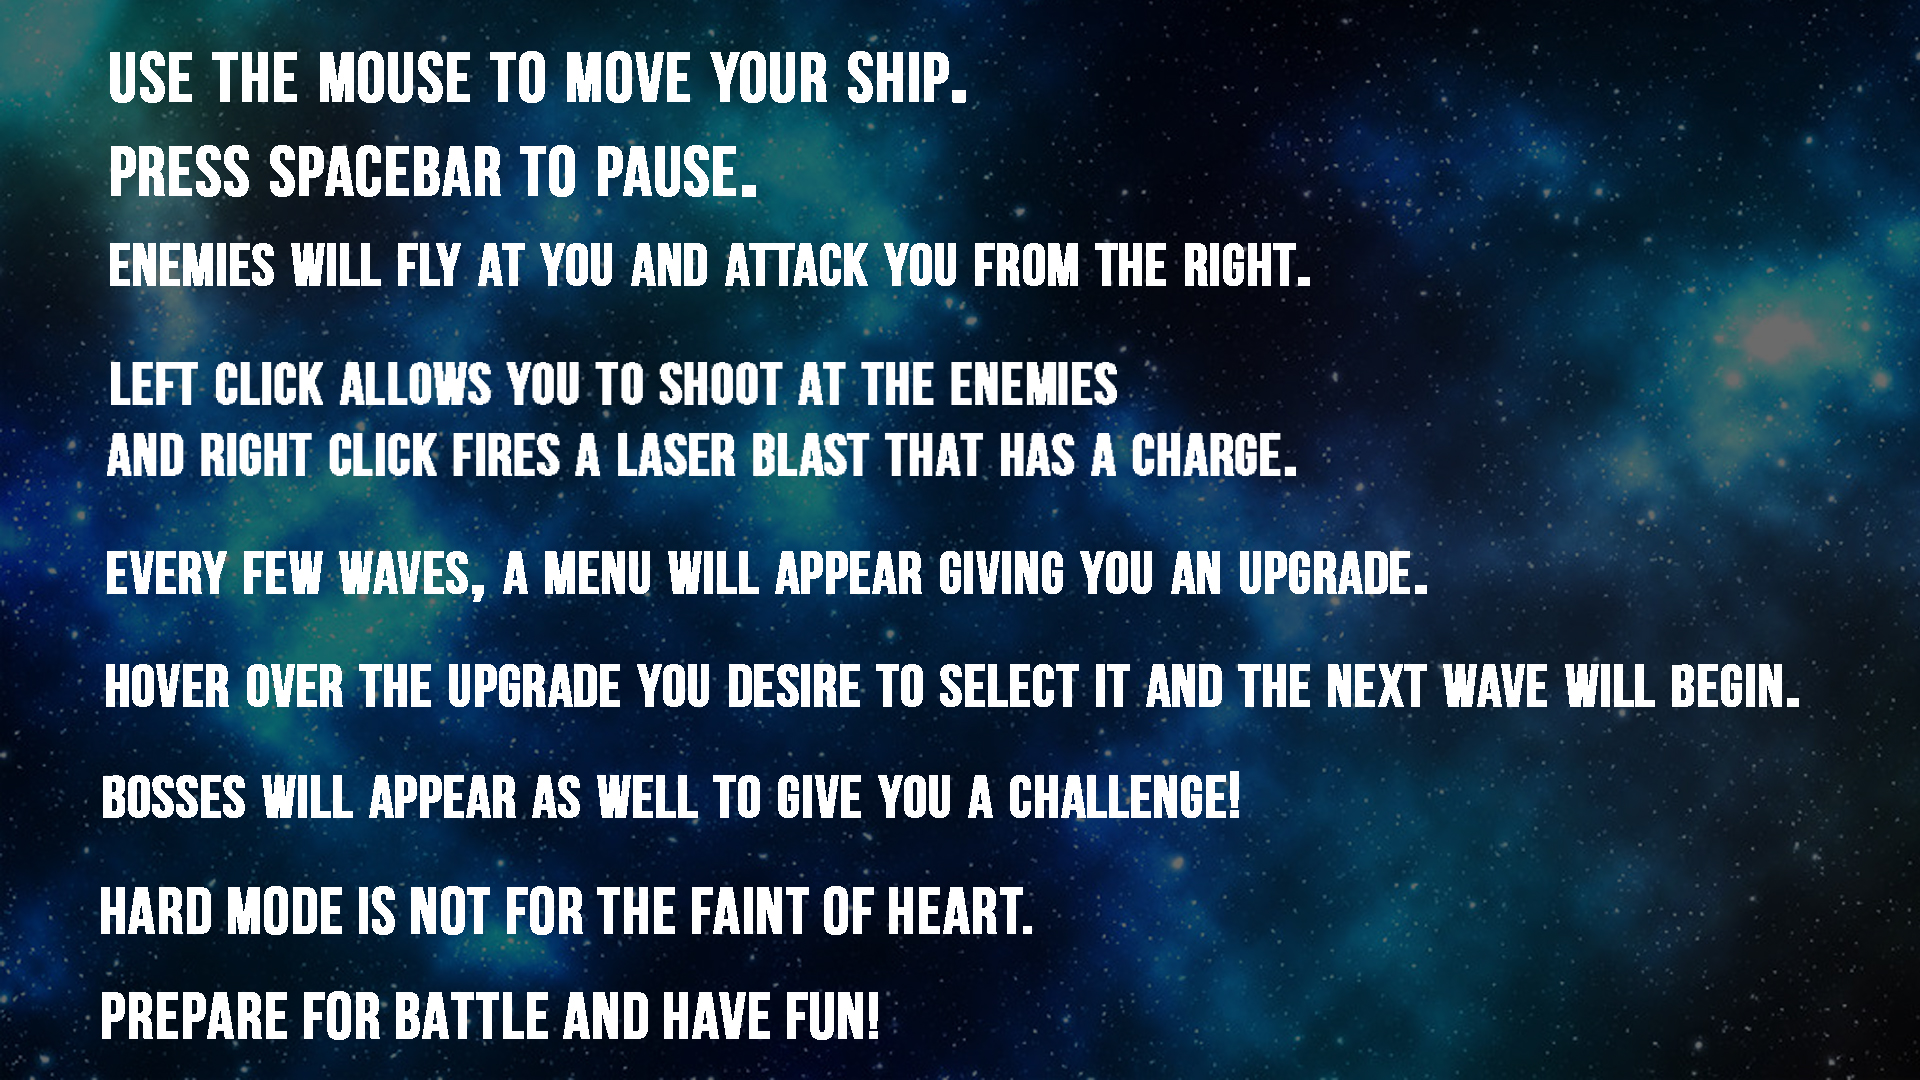 USE THE MOUSE TO MOVE YOUR SHIP.
PRESS SPACEBAR TO PAUSE.
ENEMIES WILL FLY AT YOU AND ATTACK YOU FROM THE RIGHT.
LEFT CLICK ALLOWS YOU TO SHOOT AT THE ENEMIES
AND RIGHT CLICK FIRES A LASER BLAST THAT HAS A CHARGE.
EVERY FEW WAVES, A MENU WILL APPEAR GIVING YOU AN UPGRADE.
HOVER OVER THE UPGRADE YOU DESIRE TO SELECT IT AND THE NEXT WAVE WILL BEGIN.
BOSSES WILL APPEAR AS WELL TO GIVE YOU A CHALLENGE!
HARD MODE IS NOT FOR THE FAINT OF HEART.
PREPARE FOR BATTLE AND HAVE FUN!